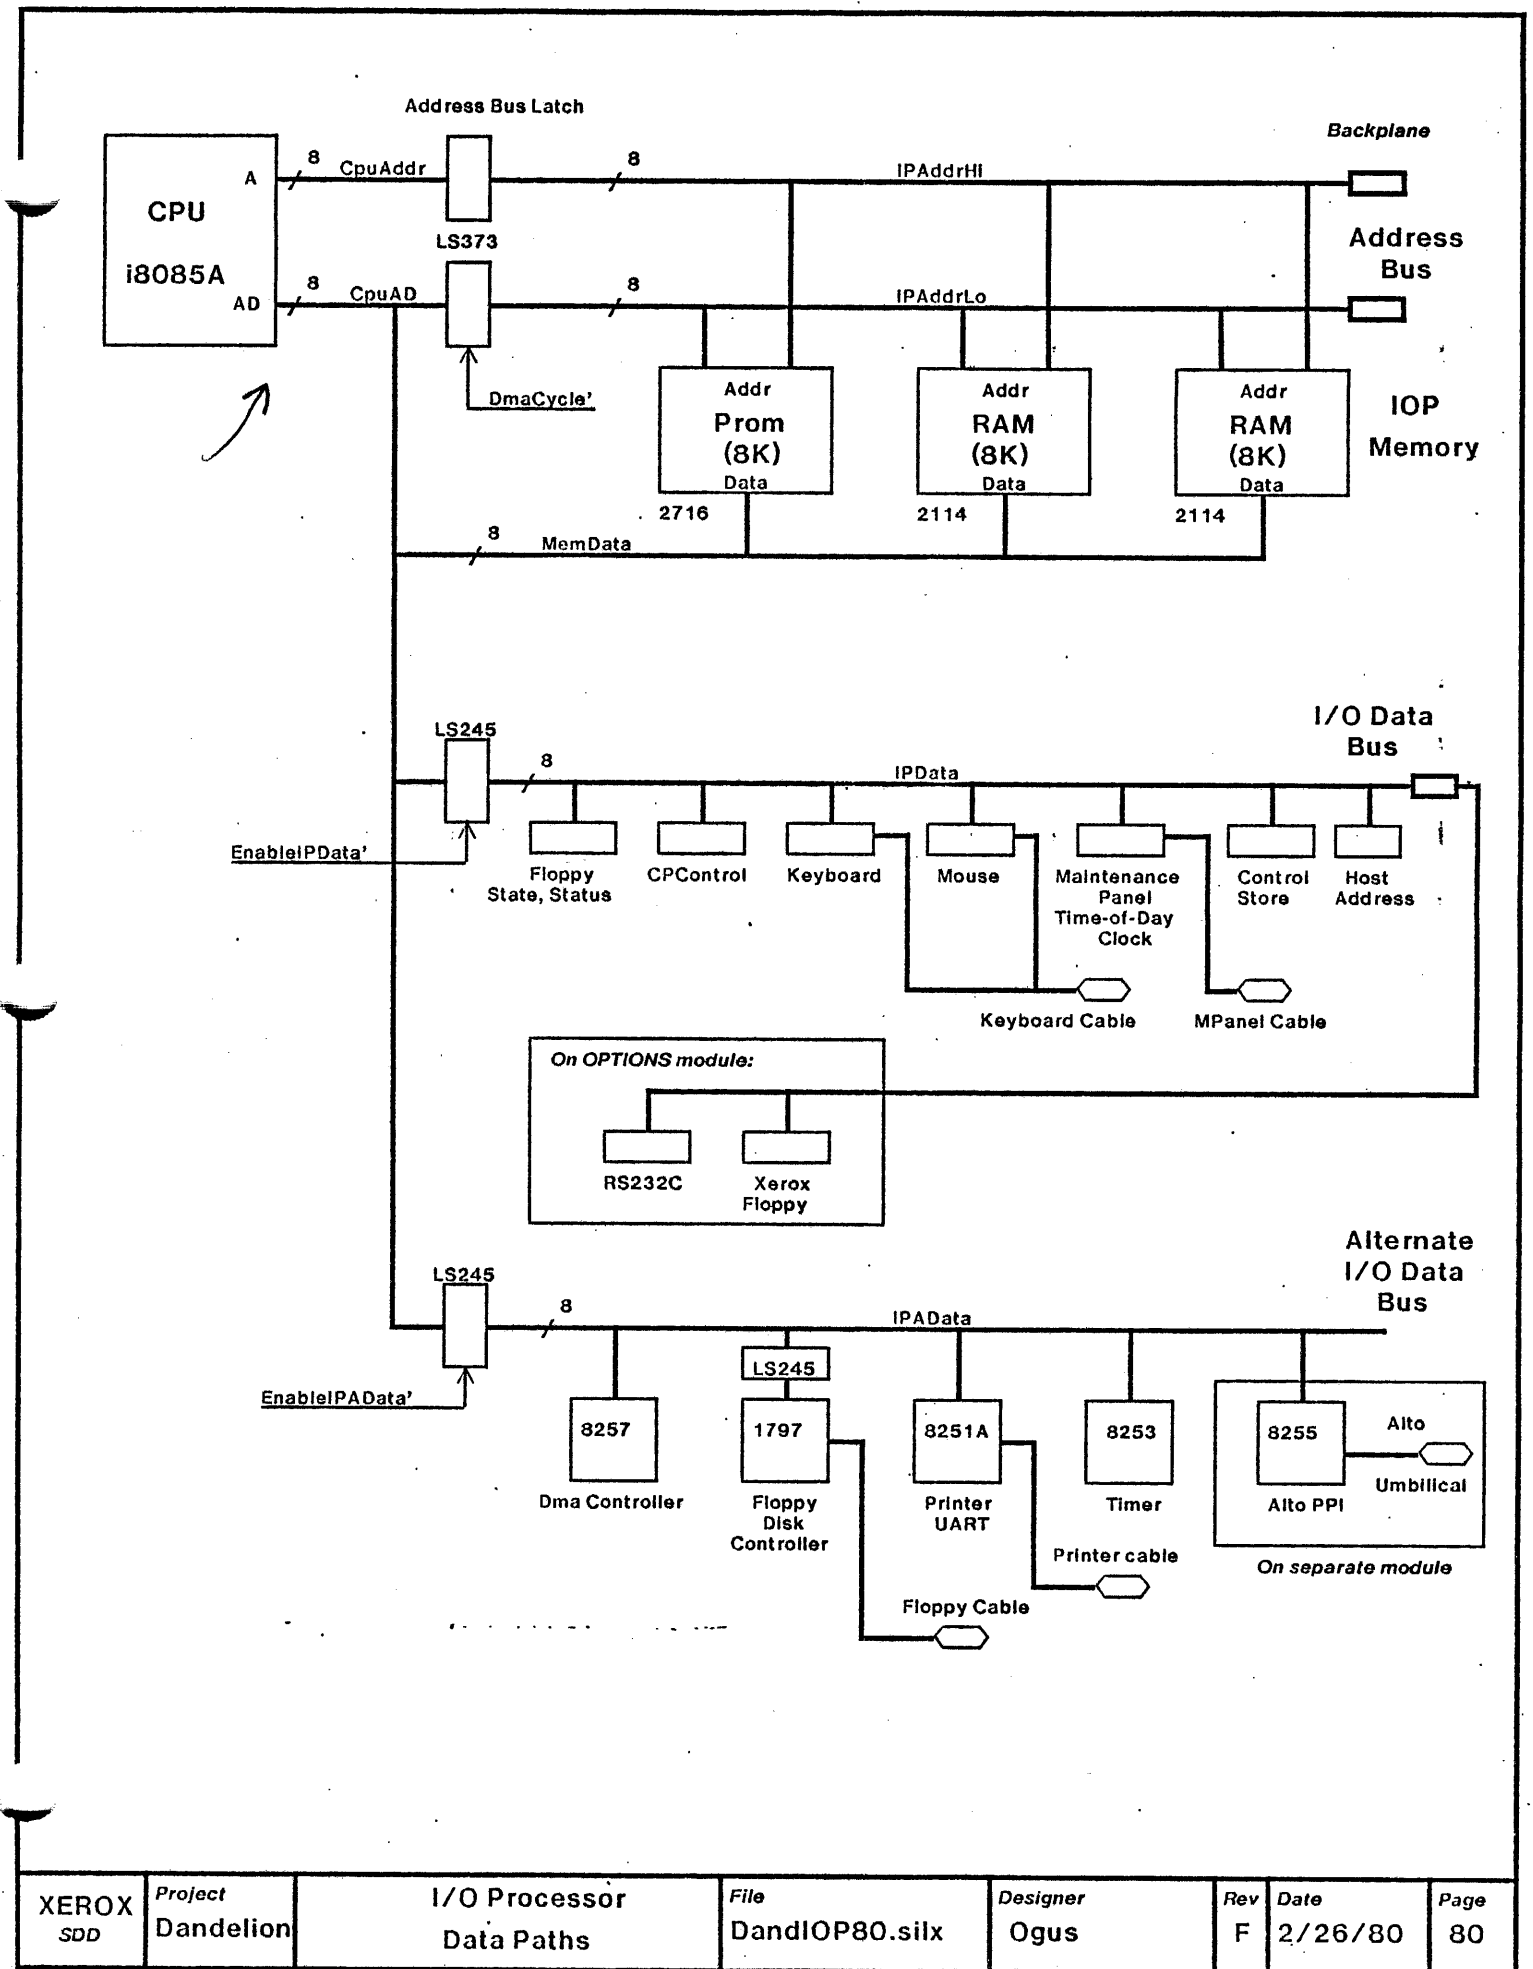 Address Bus Latch
Backplane
A
8
CpuAddr
8
IPAddrHi
CPU
i8085A
LS373
Address
Bus
AD
8
CpuAD
8
IPAddrLo
DmaCycle'
Addr
Prom
(8K)
Data
2716
Addr
RAM
(8K)
Data
2114
Addr
RAM
(8K)
Data
2114
IOP
Memory
8
MemData
I/O Data
Bus
LS245
8
IPData
EnableIPData'
Floppy
State, Status
CPControl
Keyboard
Mouse
Maintenance
Panel
Time-of-Day
Clock
Control
Store
Host
Address
Keyboard Cable
MPanel Cable
On OPTIONS module:
RS232C
Xerox
Floppy
Alternate
I/O Data
Bus
LS245
8
IPAData
EnableIPAData'
LS245
8257
Dma Controller
1797
Floppy
Disk
Controller
8251A
Printer
UART
8253
Timer
8255
Alto PPI
Alto
Umbilical
On separate module
Printer cable
Floppy Cable
XEROX
SDD
Project
Dandelion
I/O Processor
Data Paths
File
DandIOP80.silx
Designer
Ogus
Rev
F
Date
2/26/80
Page
80